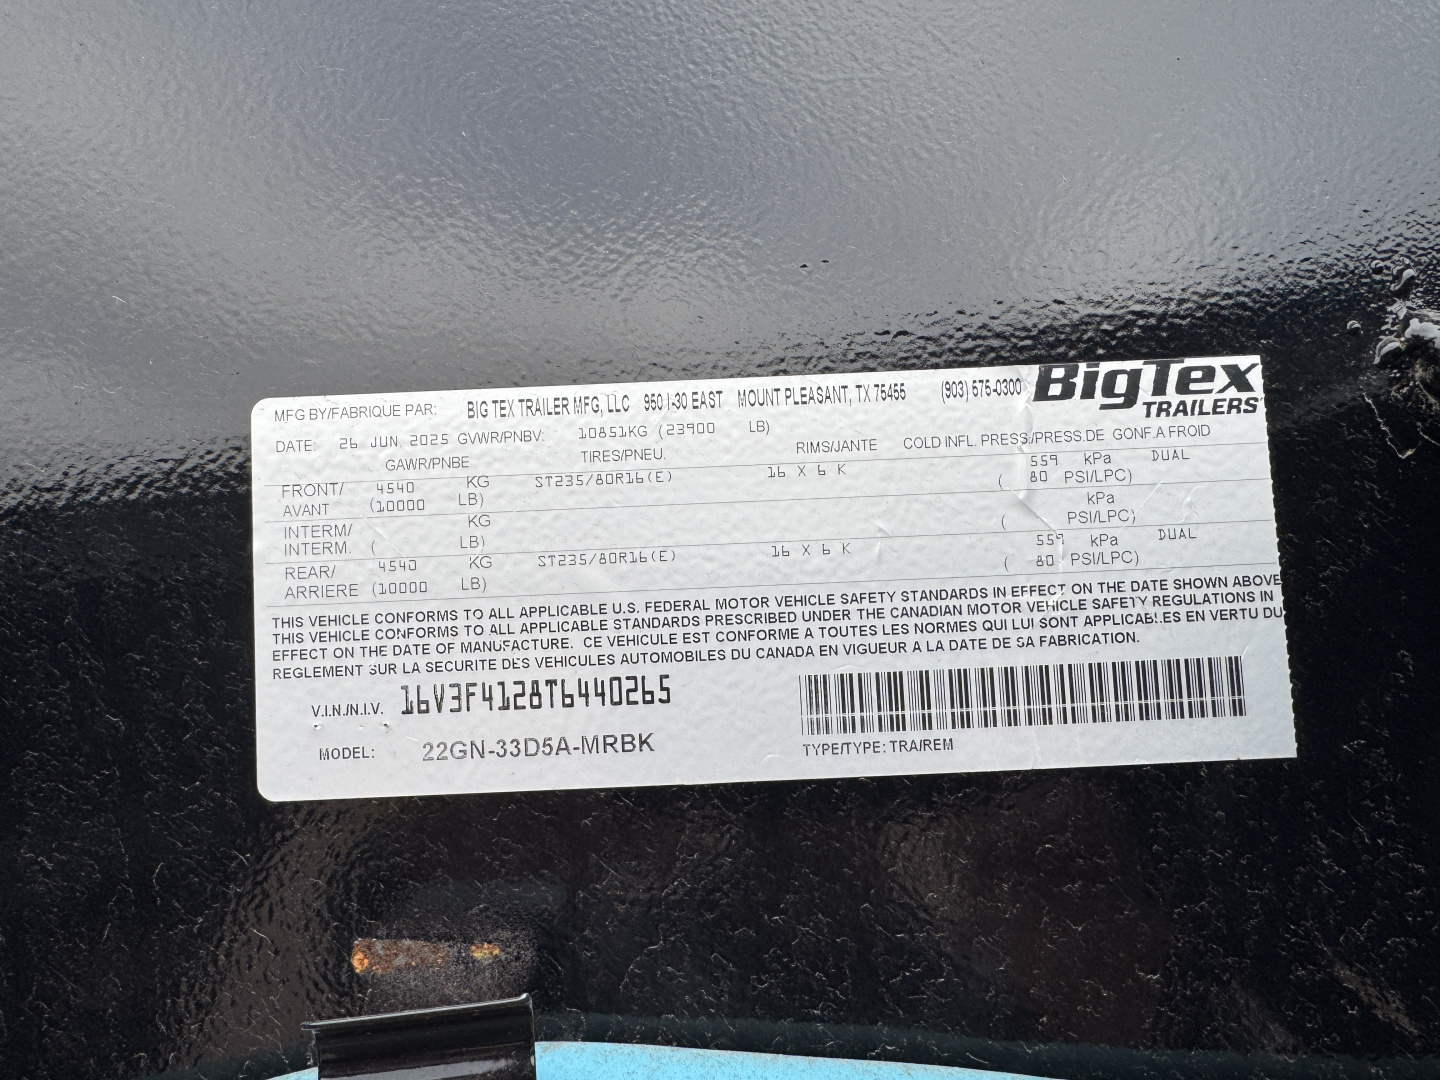 MFG BY/FABRIQUE PAR: BIG TEX TRAILER MFG, LLC 950 I-30 EAST MOUNT PLEASANT, TX 75455 (903) 575-0300 BigTex
TRAILERS
DATE: 26 JUN. 2025 GVWR/PNBV: 10851KG (23900 LB)
GAWR/PNBE TIRES/PNEU. RIMS/JANTE COLD INFL. PRESS./PRESS.DE GONF.A FROID
FRONT/ 4540 KG ST235/80R16(E) 16 X 6 K 559 kPa DUAL
AVANT (10000 LB) ( 80 PSI/LPC)
INTERM/ KG kPa
INTERM. ( LB) ( PSI/LPC)
REAR/ 4540 KG ST235/80R16(E) 16 X 6 K 559 kPa DUAL
ARRIERE (10000 LB) ( 80 PSI/LPC)
THIS VEHICLE CONFORMS TO ALL APPLICABLE U.S. FEDERAL MOTOR VEHICLE SAFETY STANDARDS IN EFFECT ON THE DATE SHOWN ABOVE
THIS VEHICLE CONFORMS TO ALL APPLICABLE STANDARDS PRESCRIBED UNDER THE CANADIAN MOTOR VEHICLE SAFETY REGULATIONS IN
EFFECT ON THE DATE OF MANUFACTURE. CE VEHICULE EST CONFORME A TOUTES LES NORMES QUI LUI SONT APPLICABLES EN VERTU DU
REGLEMENT SUR LA SECURITE DES VEHICULES AUTOMOBILES DU CANADA EN VIGUEUR A LA DATE DE SA FABRICATION.
V.I.N./N.I.V. 16V3F4128T6440265
MODEL: 22GN-33D5A-MRBK TYPE/TYPE: TRA/REM